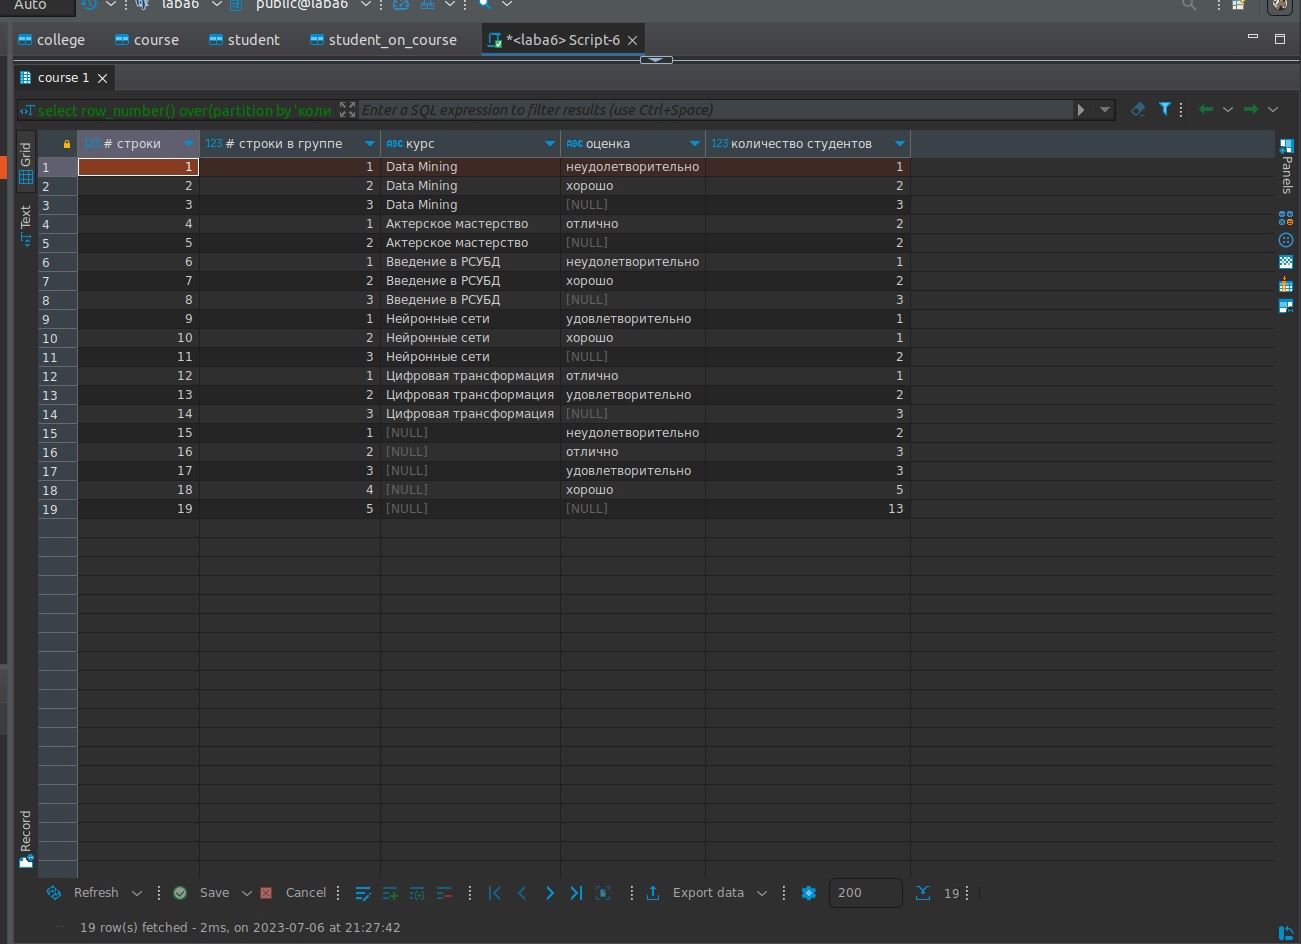 Auto laba6 public@laba6
college course student student_on_course *<laba6> Script-6
course 1
select row_number() over(partition by 'коли Enter a SQL expression to filter results (use Ctrl+Space)
Grid
Text
Record
Panels
123 # строки 123 # строки в группе ABC курс ABC оценка 123 количество студентов
1 1 1 Data Mining неудолетворительно 1
2 2 2 Data Mining хорошо 2
3 3 3 Data Mining [NULL] 3
4 4 1 Актерское мастерство отлично 2
5 5 2 Актерское мастерство [NULL] 2
6 6 1 Введение в РСУБД неудолетворительно 1
7 7 2 Введение в РСУБД хорошо 2
8 8 3 Введение в РСУБД [NULL] 3
9 9 1 Нейронные сети удовлетворительно 1
10 10 2 Нейронные сети хорошо 1
11 11 3 Нейронные сети [NULL] 2
12 12 1 Цифровая трансформация отлично 1
13 13 2 Цифровая трансформация удовлетворительно 2
14 14 3 Цифровая трансформация [NULL] 3
15 15 1 [NULL] неудолетворительно 2
16 16 2 [NULL] отлично 3
17 17 3 [NULL] удовлетворительно 3
18 18 4 [NULL] хорошо 5
19 19 5 [NULL] [NULL] 13
Refresh Save Cancel Export data 200 19
19 row(s) fetched - 2ms, on 2023-07-06 at 21:27:42